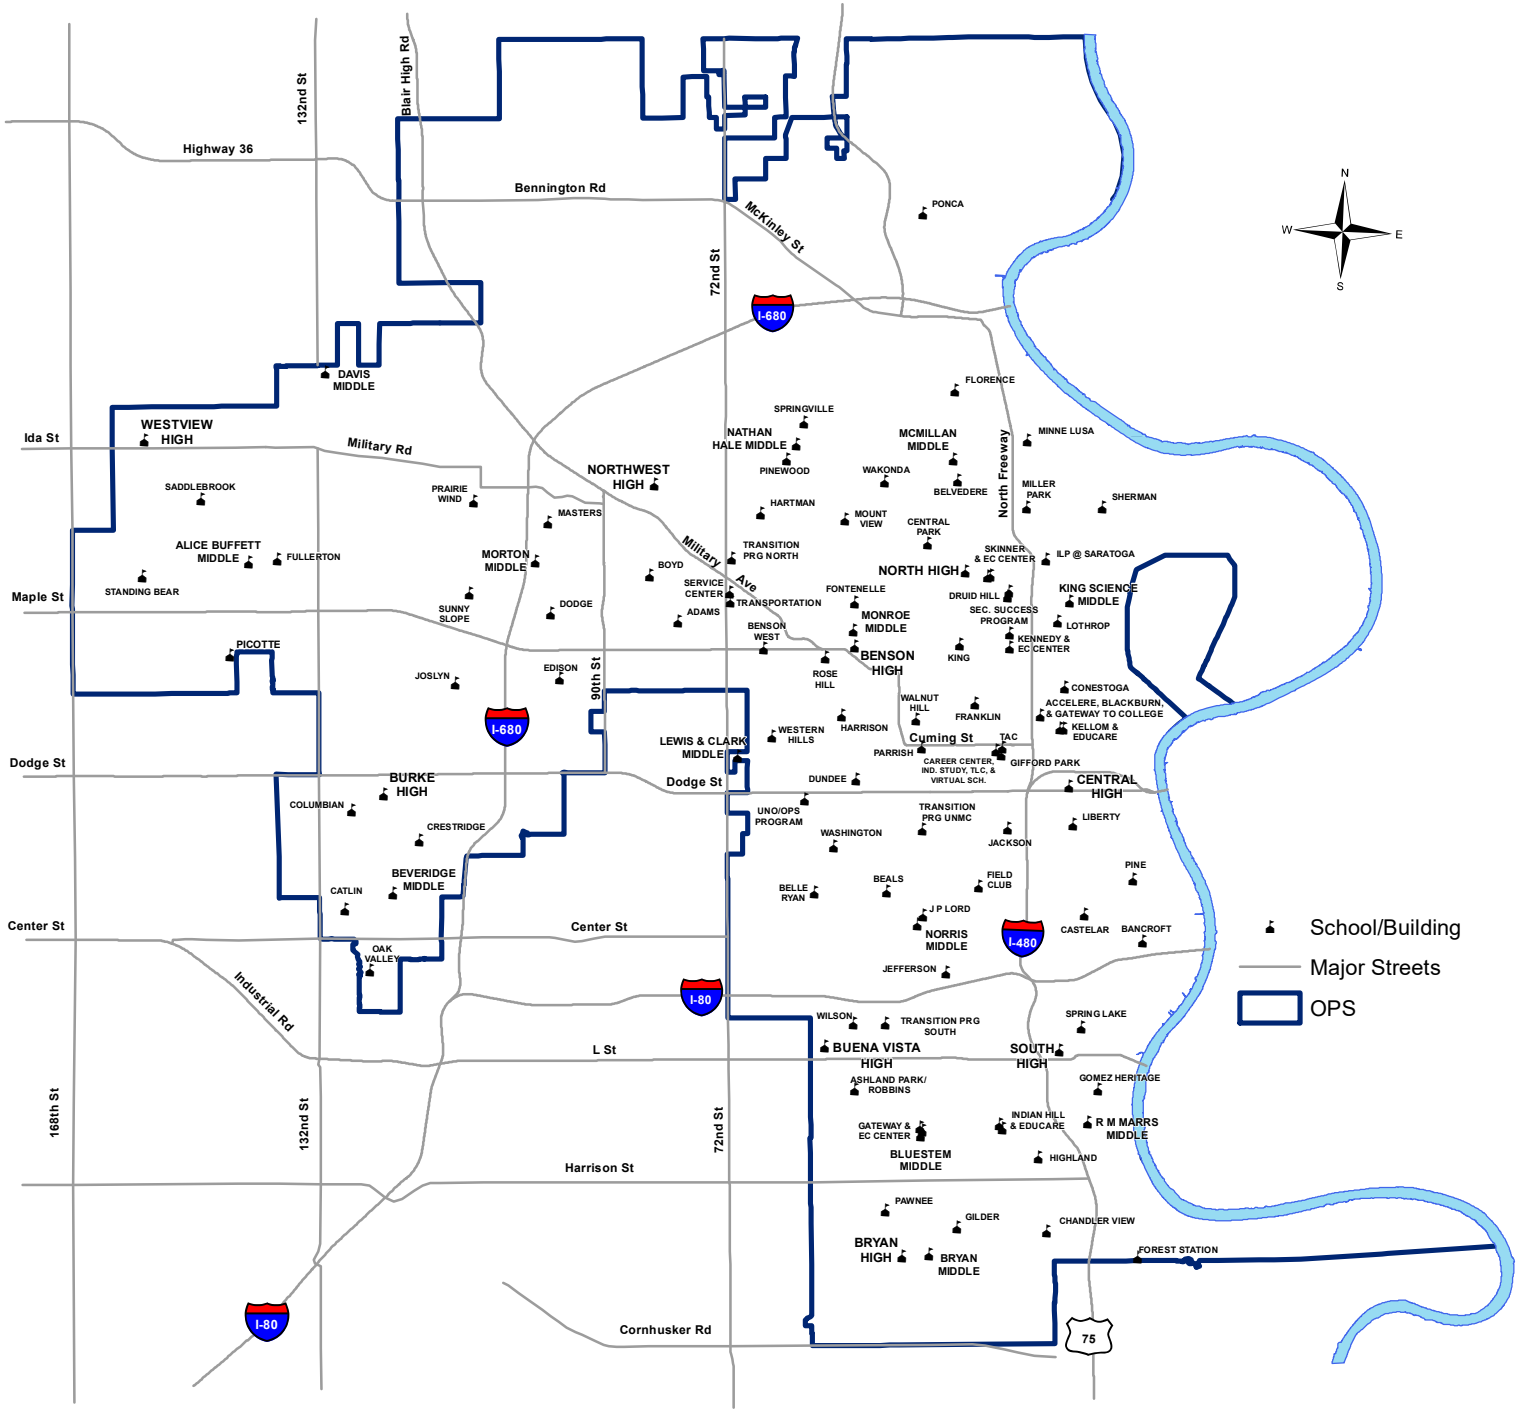 132nd St
Blair High Rd
Highway 36
Bennington Rd
McKinley St
72nd St
PONCA
N
W
E
S
I-680
DAVIS
MIDDLE
FLORENCE
WESTVIEW
HIGH
Ida St
Military Rd
SPRINGVILLE
NATHAN
HALE MIDDLE
PINEWOOD
MCMILLAN
MIDDLE
North Freeway
MINNE LUSA
NORTHWEST
HIGH
WAKONDA
BELVEDERE
SADDLEBROOK
PRAIRIE
WIND
MASTERS
HARTMAN
MOUNT
VIEW
MILLER
PARK
SHERMAN
CENTRAL
PARK
ALICE BUFFETT
MIDDLE
FULLERTON
STANDING BEAR
MORTON
MIDDLE
Military
Ave
TRANSITION
PRG NORTH
BOYD
SERVICE
CENTER
TRANSPORTATION
SKINNER
& EC CENTER
ILP @ SARATOGA
NORTH HIGH
DRUID HILL
KING SCIENCE
MIDDLE
Maple St
SUNNY
SLOPE
DODGE
ADAMS
FONTENELLE
MONROE
MIDDLE
SEC. SUCCESS
PROGRAM
LOTHROP
BENSON
WEST
KENNEDY &
EC CENTER
PICOTTE
BENSON
HIGH
KING
ROSE
HILL
JOSLYN
EDISON
90th St
CONESTOGA
WALNUT
HILL
FRANKLIN
ACCELERE, BLACKBURN,
& GATEWAY TO COLLEGE
KELLOM &
EDUCARE
I-680
HARRISON
WESTERN
HILLS
LEWIS & CLARK
MIDDLE
Cuming St
TAC
PARRISH
CAREER CENTER,
IND. STUDY, TLC, &
VIRTUAL SCH.
GIFFORD PARK
Dodge St
BURKE
HIGH
Dodge St
DUNDEE
CENTRAL
HIGH
COLUMBIAN
UNO/OPS
PROGRAM
TRANSITION
PRG UNMC
LIBERTY
CRESTRIDGE
WASHINGTON
JACKSON
BEVERIDGE
MIDDLE
CATLIN
BELLE
RYAN
BEALS
FIELD
CLUB
PINE
J P LORD
NORRIS
MIDDLE
I-480
CASTELAR
BANCROFT
School/Building
Center St
Center St
OAK
VALLEY
JEFFERSON
Major Streets
Industrial Rd
I-80
OPS
WILSON
TRANSITION PRG
SOUTH
SPRING LAKE
L St
BUENA VISTA
HIGH
SOUTH
HIGH
ASHLAND PARK/
ROBBINS
GOMEZ HERITAGE
168th St
132nd St
72nd St
GATEWAY &
EC CENTER
INDIAN HILL
& EDUCARE
R M MARRS
MIDDLE
BLUESTEM
MIDDLE
HIGHLAND
Harrison St
PAWNEE
GILDER
CHANDLER VIEW
BRYAN
HIGH
BRYAN
MIDDLE
FOREST STATION
I-80
Cornhusker Rd
75